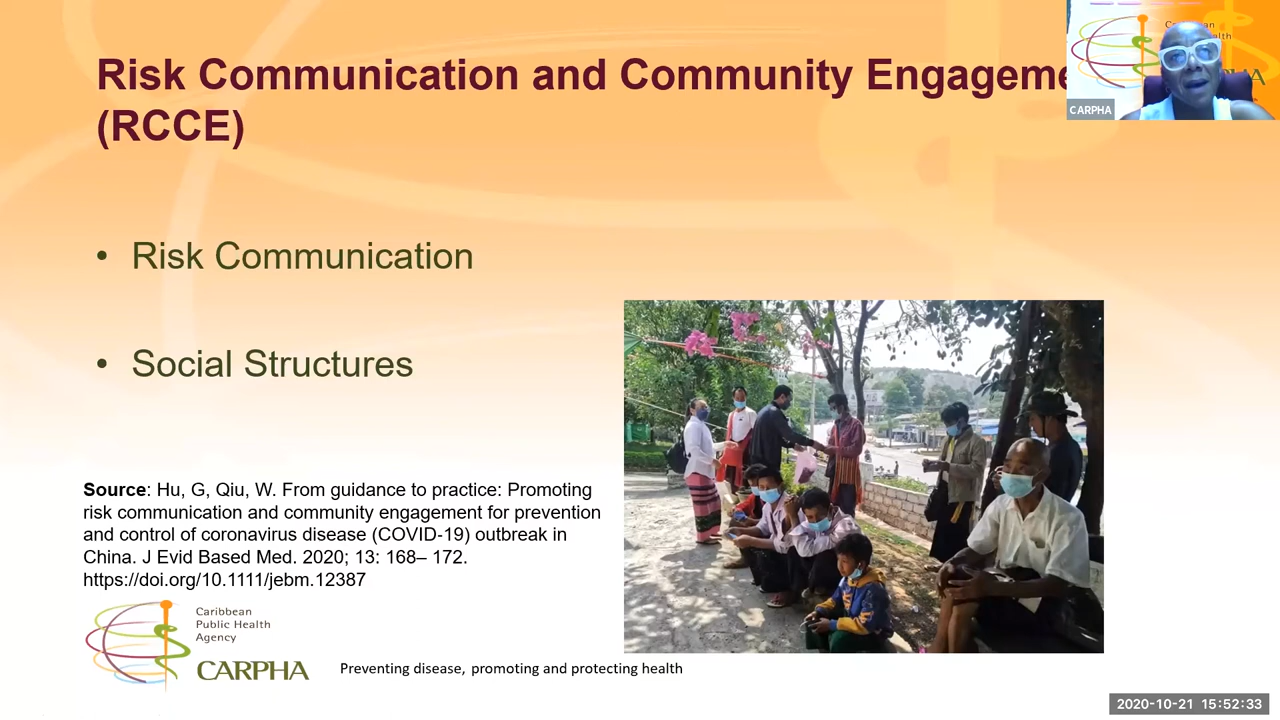 Risk Communication and Community Engageme
(RCCE)
• Risk Communication
• Social Structures
Source: Hu, G, Qiu, W. From guidance to practice: Promoting
risk communication and community engagement for prevention
and control of coronavirus disease (COVID-19) outbreak in
China. J Evid Based Med. 2020; 13: 168– 172.
https://doi.org/10.1111/jebm.12387
Caribbean
Public Health
Agency
CARPHA
Preventing disease, promoting and protecting health
CARPHA
2020-10-21 15:52:33